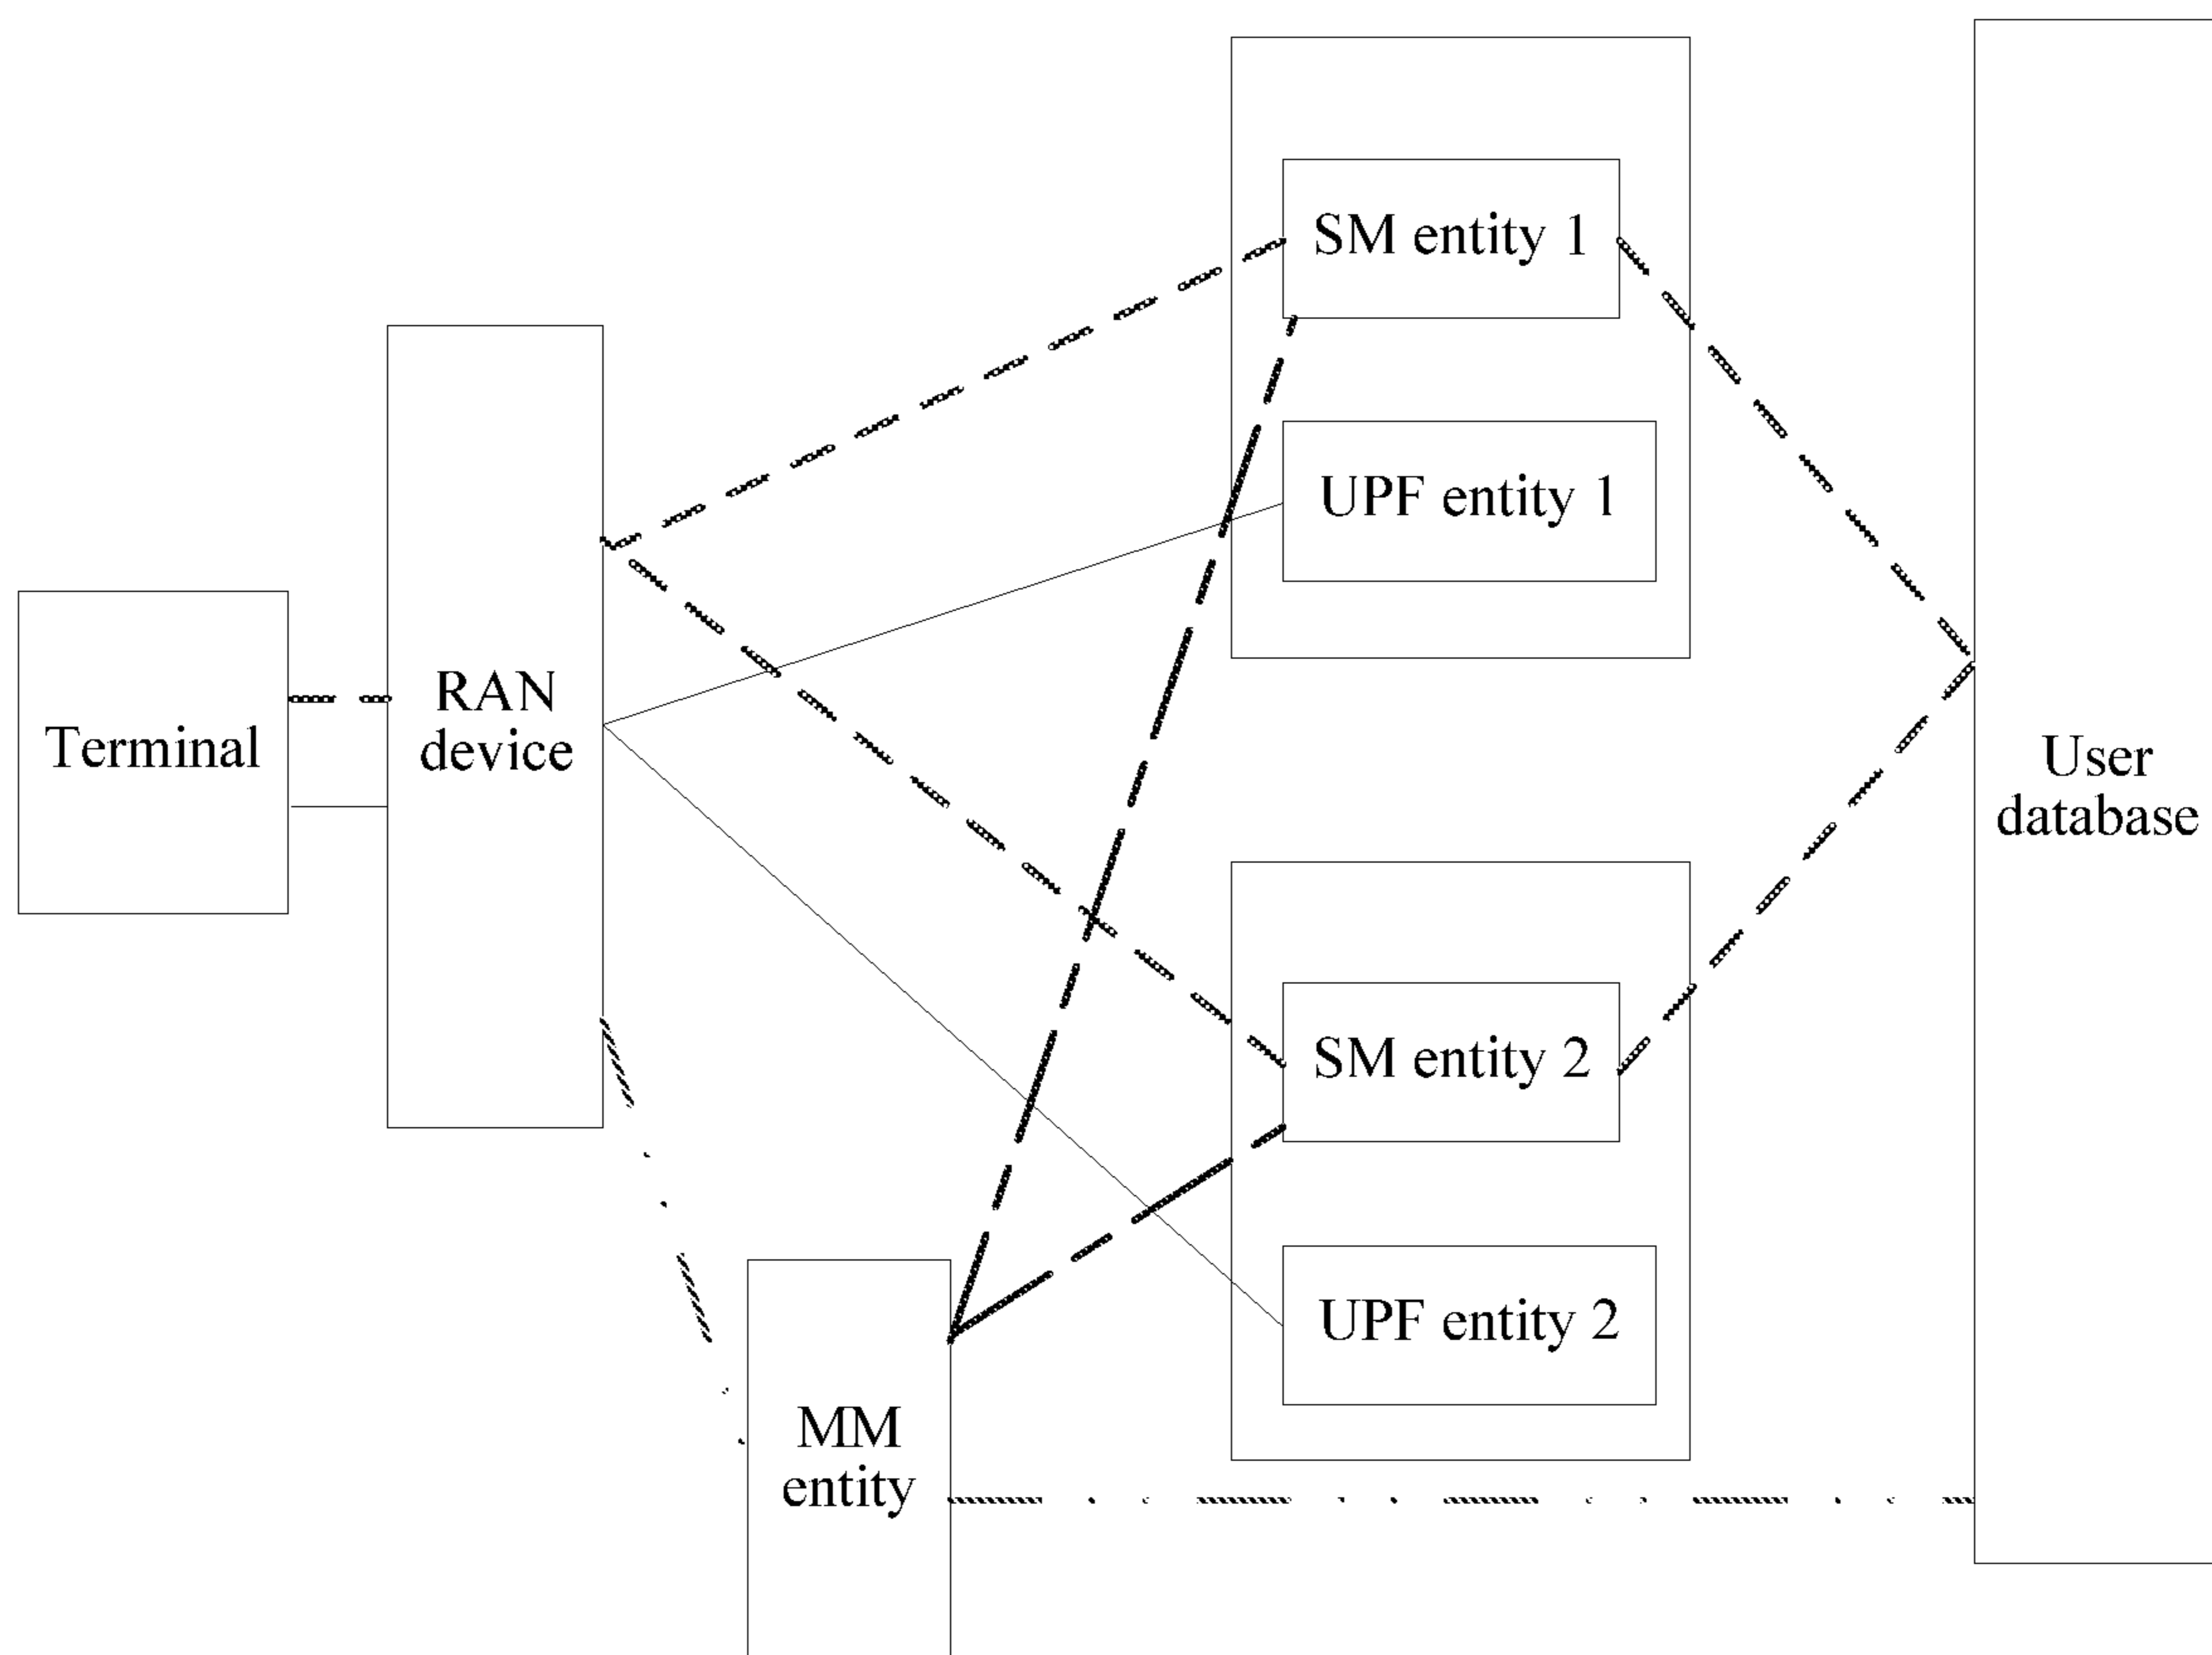 Terminal
RAN
device
SM entity 1
UPF entity 1
SM entity 2
UPF entity 2
MM
entity
User
database